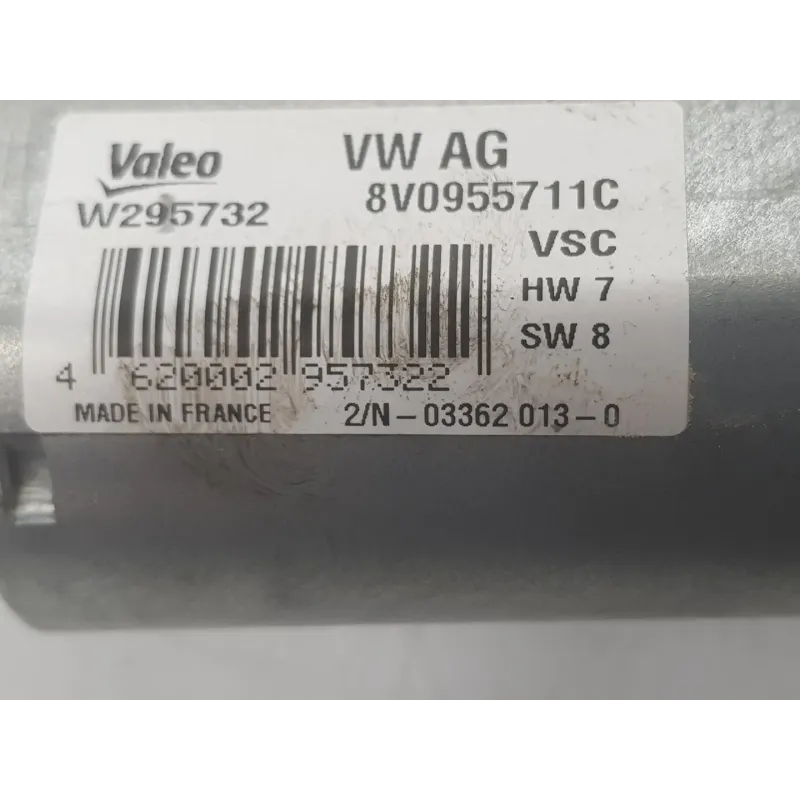 Valeo VW AG
W295732 8V0955711C
VSC
HW 7
SW 8
4 620002 957322
MADE IN FRANCE 2/N-03362 013-0